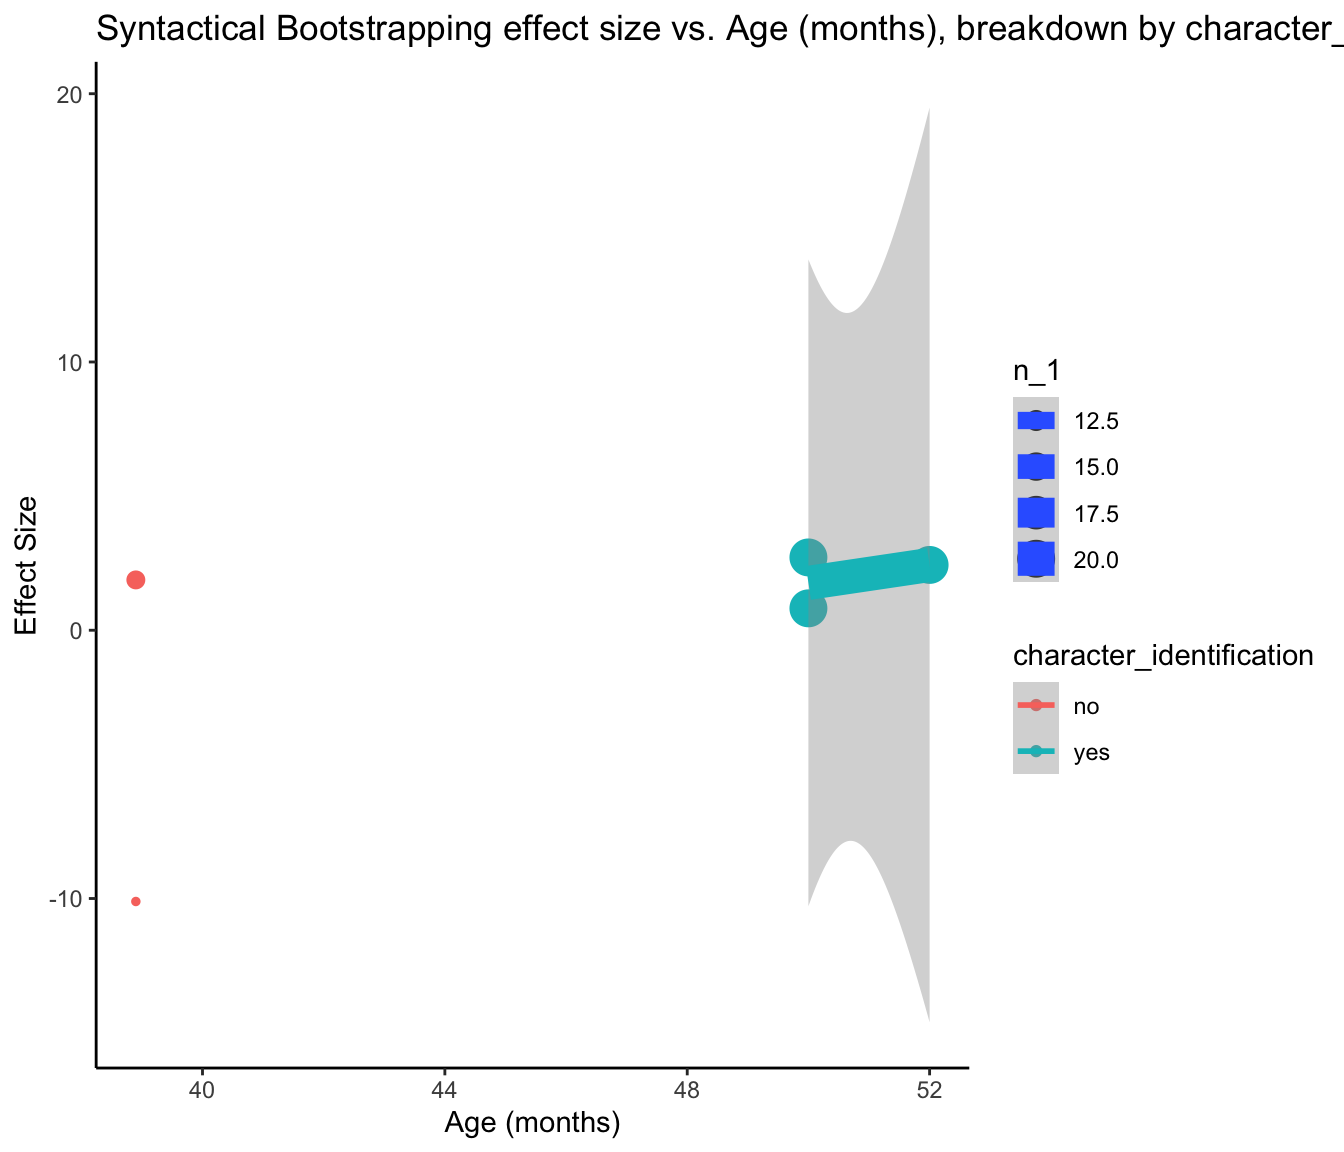 Syntactical Bootstrapping effect size vs. Age (months), breakdown by character_
20
10
0
-10
Effect Size
40
44
48
52
Age (months)
n_1
12.5
15.0
17.5
20.0
character_identification
no
yes